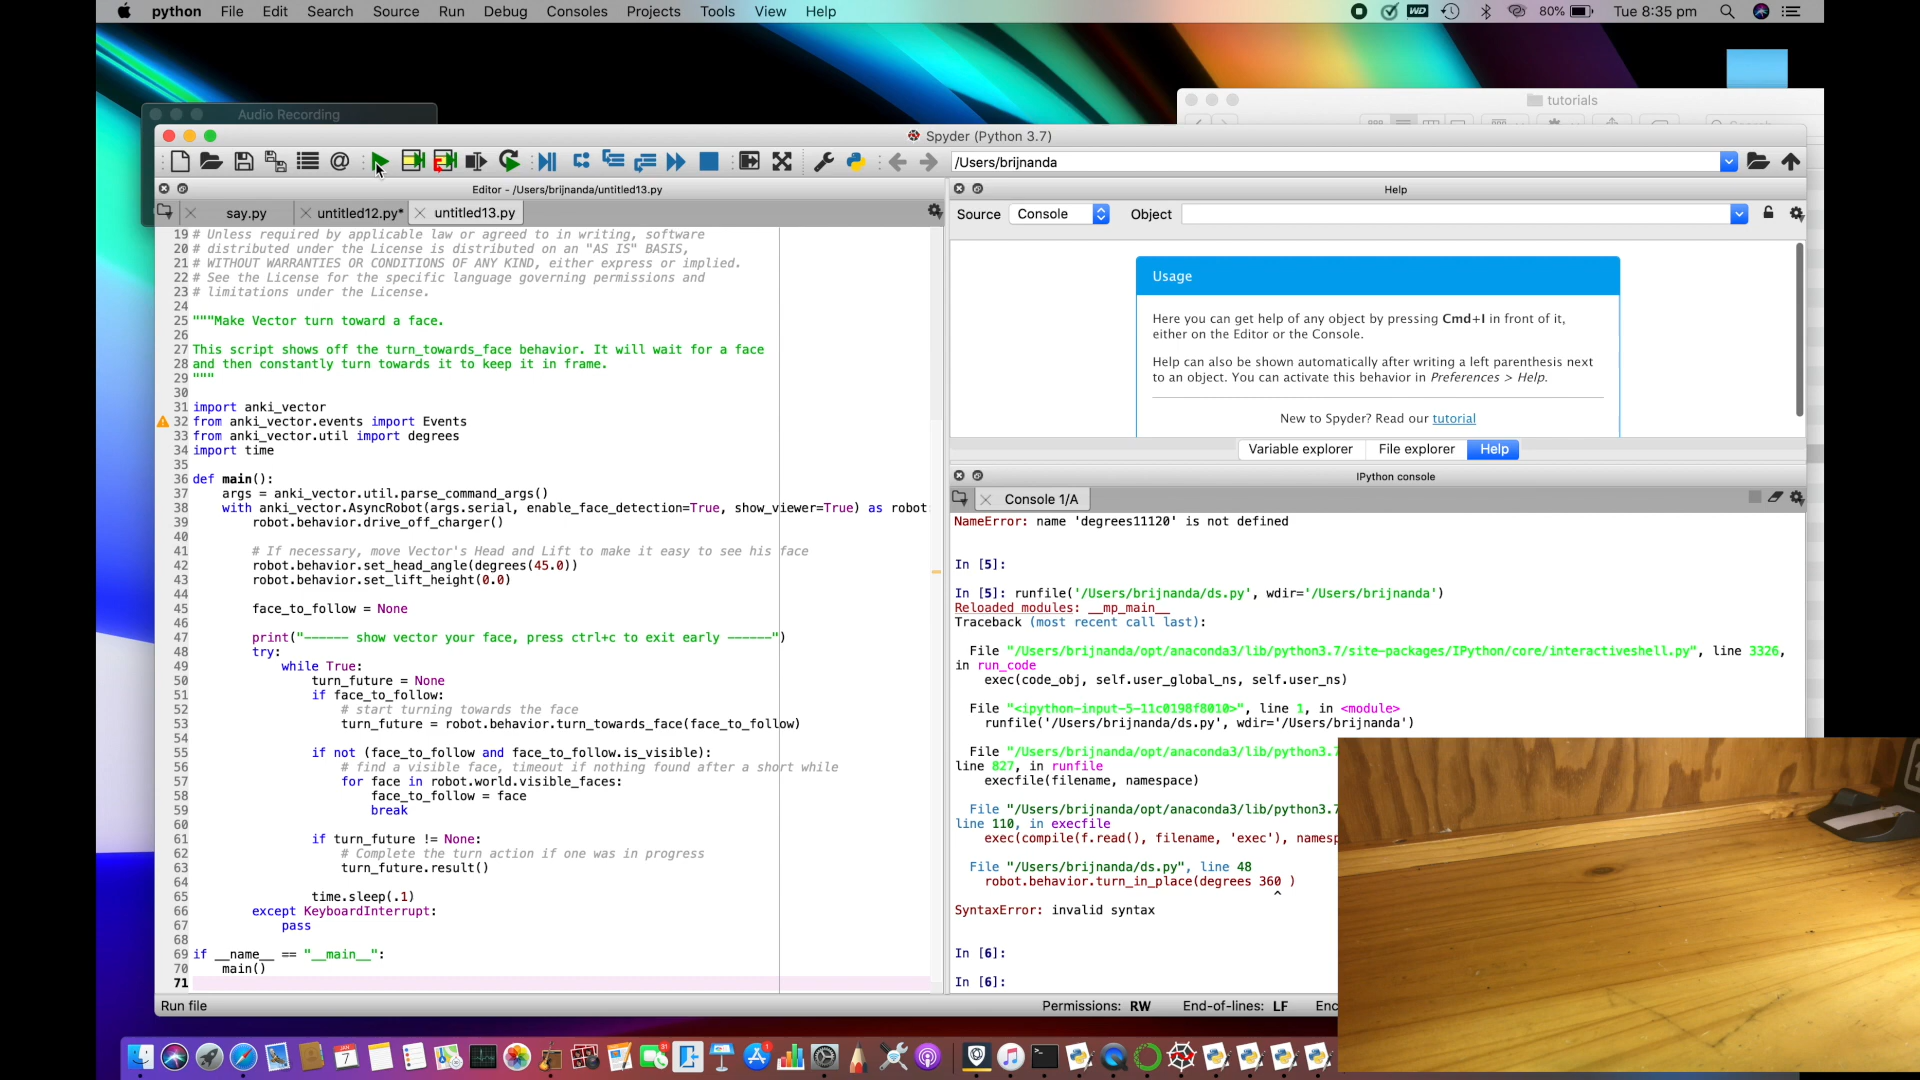 python File Edit Search Source Run Debug Consoles Projects Tools View Help
WD 80% Tue 8:35 pm
Audio Recording
tutorials
Spyder (Python 3.7)
/Users/brijnanda
Editor - /Users/brijnanda/untitled13.py
say.py untitled12.py* untitled13.py
19 # Unless required by applicable law or agreed to in writing, software
20 # distributed under the License is distributed on an "AS IS" BASIS,
21 # WITHOUT WARRANTIES OR CONDITIONS OF ANY KIND, either express or implied.
22 # See the License for the specific language governing permissions and
23 # limitations under the License.
24
25 """Make Vector turn toward a face.
26
27 This script shows off the turn_towards_face behavior. It will wait for a face
28 and then constantly turn towards it to keep it in frame.
29 """
30
31 import anki_vector
32 from anki_vector.events import Events
33 from anki_vector.util import degrees
34 import time
35
36 def main():
37 args = anki_vector.util.parse_command_args()
38 with anki_vector.AsyncRobot(args.serial, enable_face_detection=True, show_viewer=True) as robot:
39 robot.behavior.drive_off_charger()
40
41 # If necessary, move Vector's Head and Lift to make it easy to see his face
42 robot.behavior.set_head_angle(degrees(45.0))
43 robot.behavior.set_lift_height(0.0)
44
45 face_to_follow = None
46
47 print("------ show vector your face, press ctrl+c to exit early ------")
48 try:
49 while True:
50 turn_future = None
51 if face_to_follow:
52 # start turning towards the face
53 turn_future = robot.behavior.turn_towards_face(face_to_follow)
54
55 if not (face_to_follow and face_to_follow.is_visible):
56 # find a visible face, timeout if nothing found after a short while
57 for face in robot.world.visible_faces:
58 face_to_follow = face
59 break
60
61 if turn_future != None:
62 # Complete the turn action if one was in progress
63 turn_future.result()
64
65 time.sleep(.1)
66 except KeyboardInterrupt:
67 pass
68
69 if __name__ == "__main__":
70 main()
71
Run file
Help
Source Console Object
Usage
Here you can get help of any object by pressing Cmd+I in front of it,
either on the Editor or the Console.
Help can also be shown automatically after writing a left parenthesis next
to an object. You can activate this behavior in Preferences > Help.
New to Spyder? Read our tutorial
Variable explorer File explorer Help
IPython console
Console 1/A
NameError: name 'degrees11120' is not defined
In [5]:
In [5]: runfile('/Users/brijnanda/ds.py', wdir='/Users/brijnanda')
Reloaded modules: __mp_main__
Traceback (most recent call last):
File "/Users/brijnanda/opt/anaconda3/lib/python3.7/site-packages/IPython/core/interactiveshell.py", line 3326,
in run_code
exec(code_obj, self.user_global_ns, self.user_ns)
File "<ipython-input-5-11c0198f8010>", line 1, in <module>
runfile('/Users/brijnanda/ds.py', wdir='/Users/brijnanda')
File "/Users/brijnanda/opt/anaconda3/lib/python3.7
line 827, in runfile
execfile(filename, namespace)
File "/Users/brijnanda/opt/anaconda3/lib/python3.7
line 110, in execfile
exec(compile(f.read(), filename, 'exec'), namesp
File "/Users/brijnanda/ds.py", line 48
robot.behavior.turn_in_place(degrees 360 )
^
SyntaxError: invalid syntax
In [6]:
In [6]:
Permissions: RW End-of-lines: LF Enc